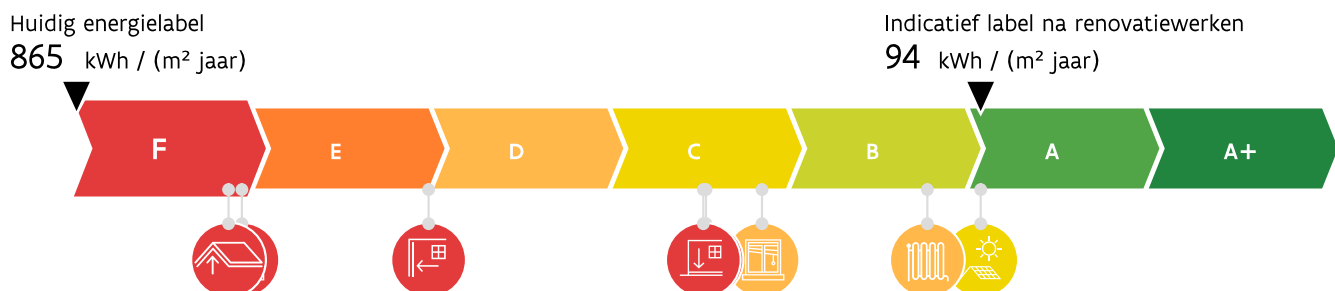 Huidig energielabel
865 kWh / (m² jaar)
Indicatief label na renovatiewerken
94 kWh / (m² jaar)
F E D C B A A+